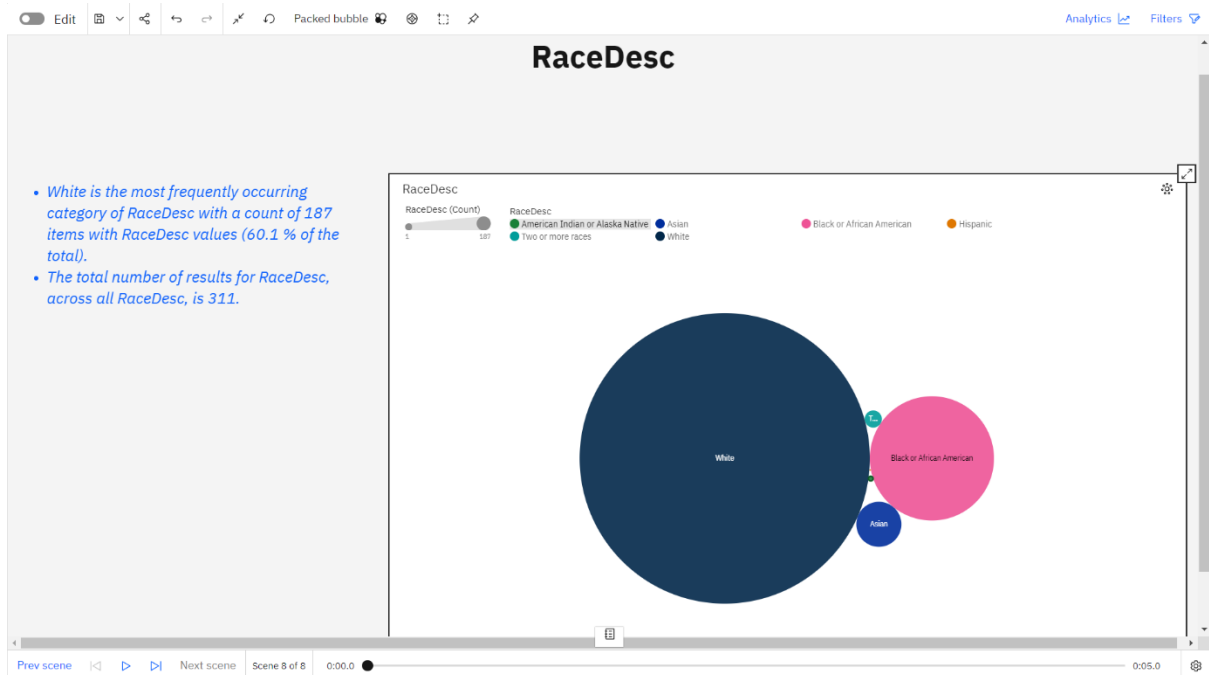 Edit
Packed bubble
Analytics
Filters
RaceDesc
• White is the most frequently occurring
category of RaceDesc with a count of 187
items with RaceDesc values (60.1 % of the
total).
• The total number of results for RaceDesc,
across all RaceDesc, is 311.
RaceDesc
RaceDesc (Count)
1 187
RaceDesc
American Indian or Alaska Native Asian Black or African American Hispanic
Two or more races White
T...
White
Black or African American
Asian
Prev scene
Next scene
Scene 8 of 8
0:00.0
0:05.0